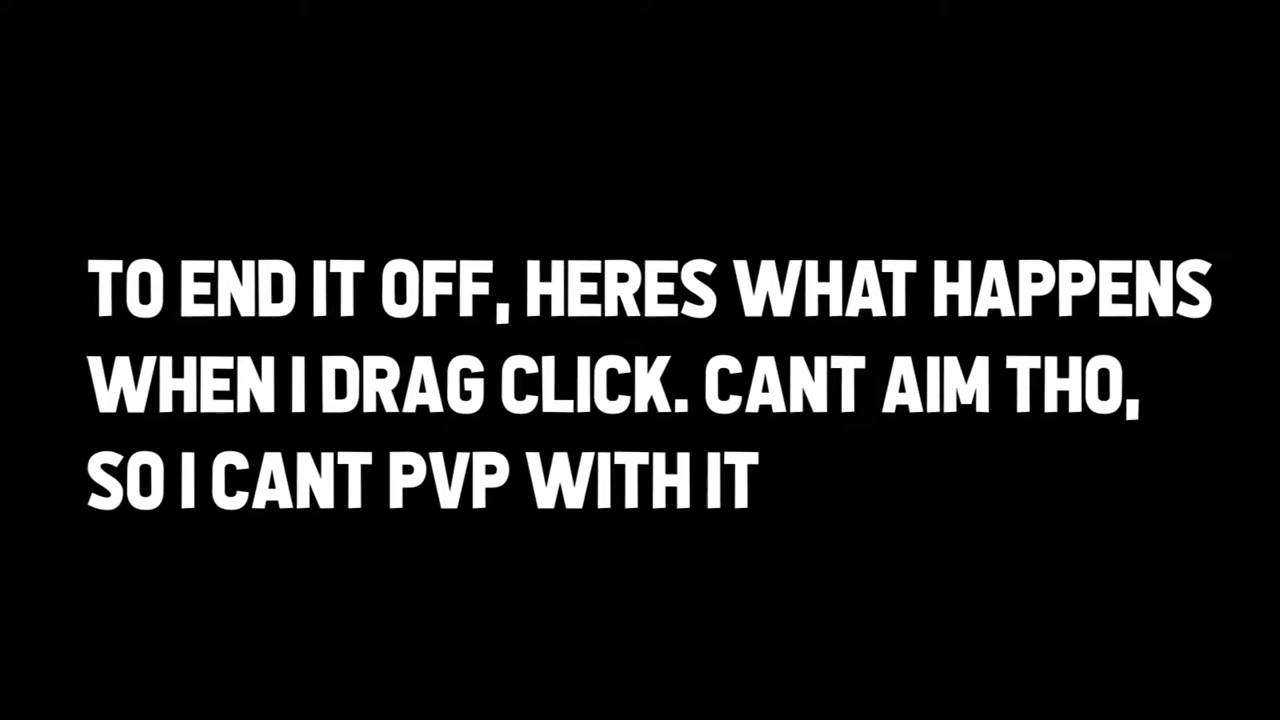 TO END IT OFF, HERES WHAT HAPPENS
WHEN I DRAG CLICK. CANT AIM THO,
SO I CANT PVP WITH IT